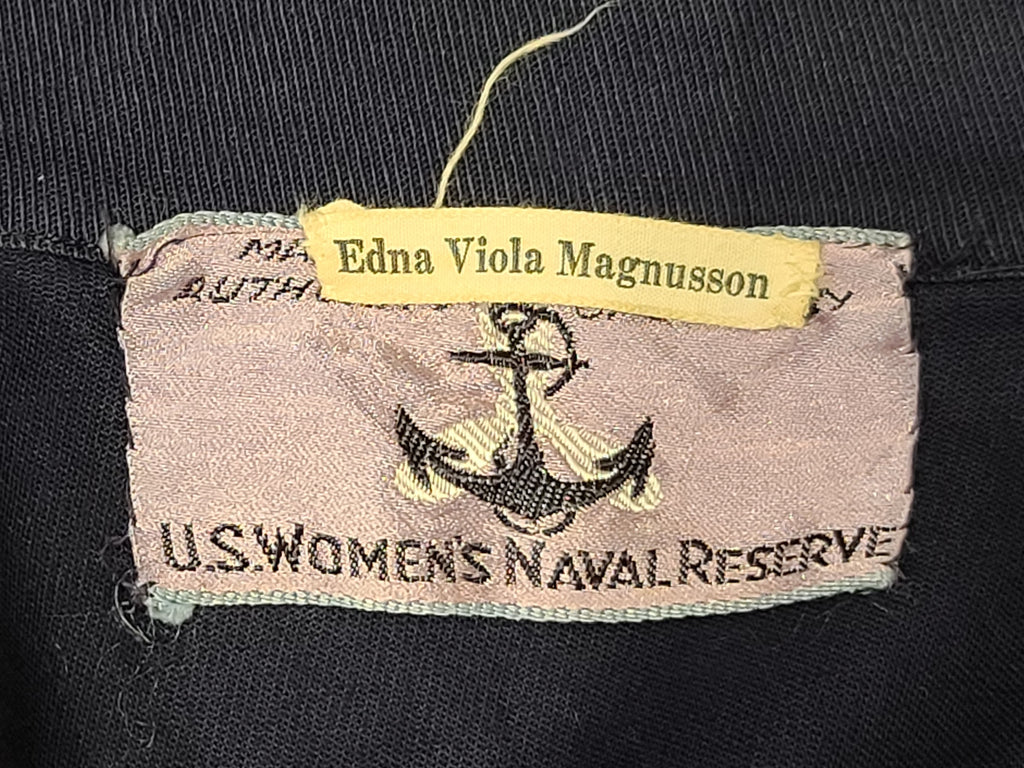 Edna Viola Magnusson
U.S. WOMEN'S NAVAL RESERVE